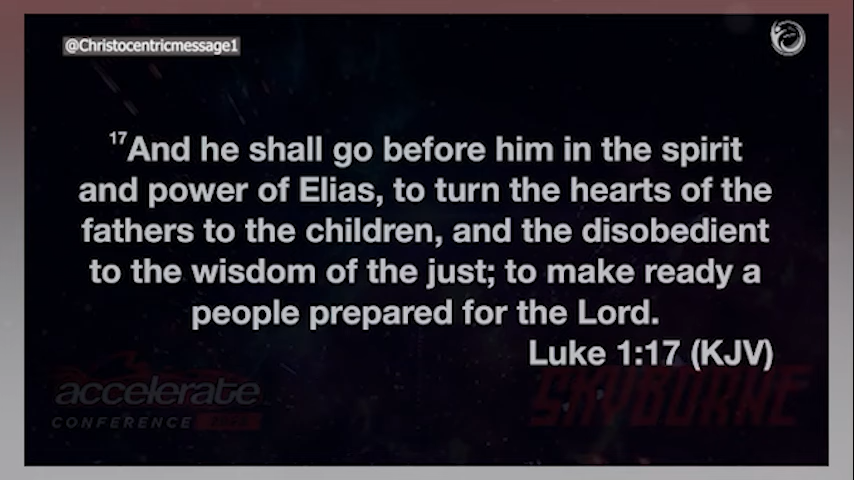 @Christocentricmessage1
17And he shall go before him in the spirit
and power of Elias, to turn the hearts of the
fathers to the children, and the disobedient
to the wisdom of the just; to make ready a
people prepared for the Lord.
Luke 1:17 (KJV)
accelerate
SKYBORNE
CONFERENCE